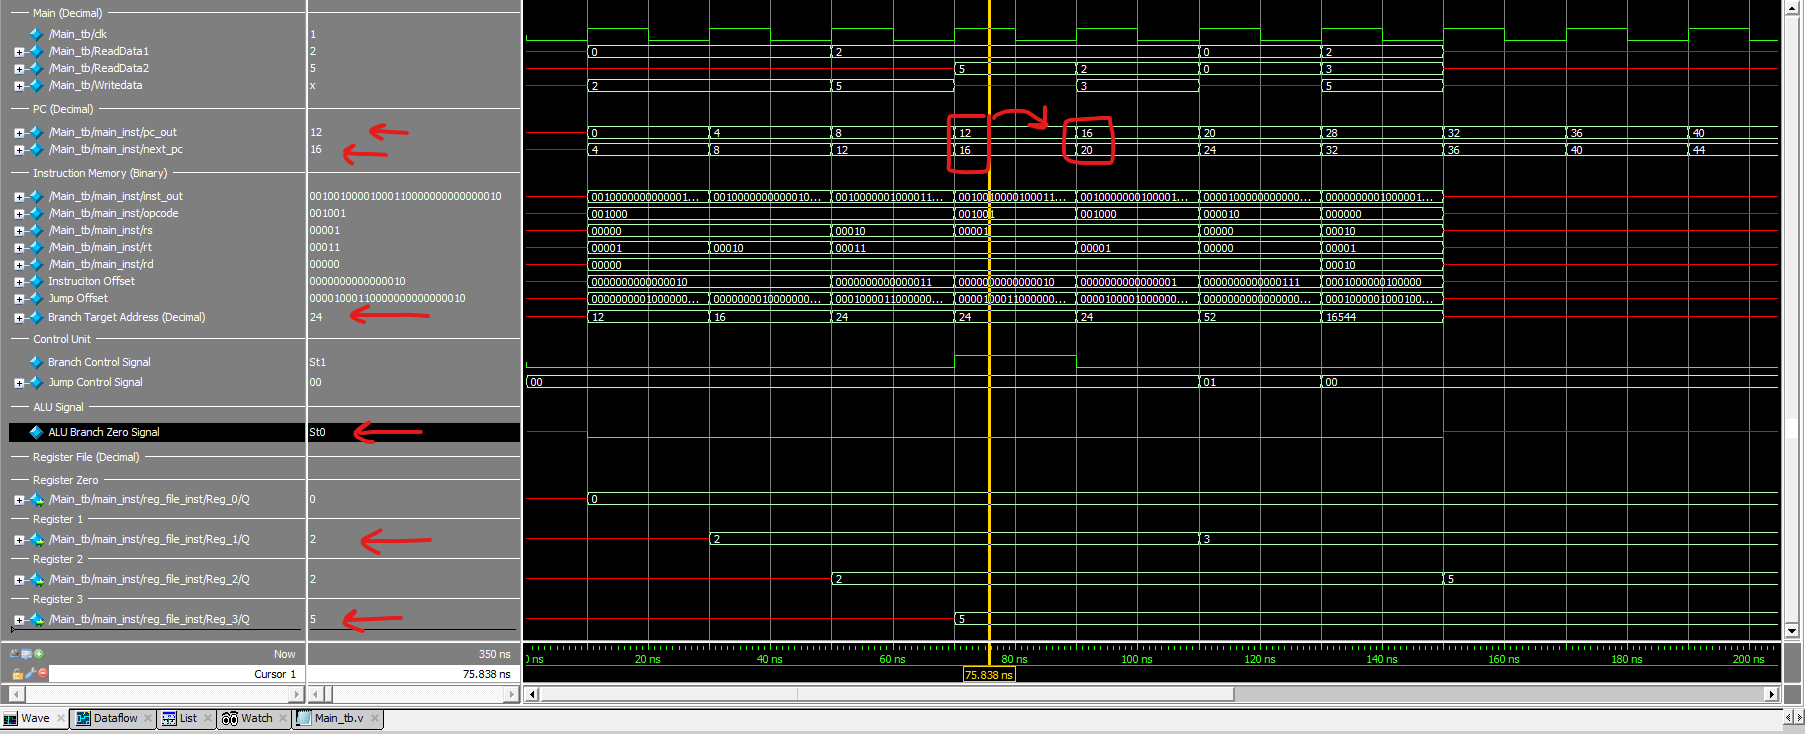 Main (Decimal)
/Main_tb/clk 1
/Main_tb/ReadData1 2 0 2 0 2
/Main_tb/ReadData2 5 5 2 0 3
/Main_tb/Writedata x 2 5 3 5
PC (Decimal)
/Main_tb/main_inst/pc_out 12 0 4 8 12 16 20 28 32 36 40
/Main_tb/main_inst/next_pc 16 4 8 12 16 20 24 32 36 40 44
Instruction Memory (Binary)
/Main_tb/main_inst/inst_out 00100100001000110000000000000010 0010000000000001... 0010000000000010... 0010000001000011... 0010010000100011... 0010000000100001... 0000100000000000... 0000000001000001...
/Main_tb/main_inst/opcode 001001 001000 001001 001000 000010 000000
/Main_tb/main_inst/rs 00001 00000 00010 00001 00000 00010
/Main_tb/main_inst/rt 00011 00001 00010 00011 00001 00000 00001
/Main_tb/main_inst/rd 00000 00000 00010
Instruciton Offset 0000000000000010 0000000000000010 0000000000000011 0000000000000010 0000000000000001 0000000000000111 0001000000100000
Jump Offset 00001000110000000000000010 0000000001000000... 0000000010000000... 0001000011000000... 0000100011000000... 0000100001000000... 0000000000000000... 0001000001000100...
Branch Target Address (Decimal) 24 12 16 24 24 24 52 16544
Control Unit
Branch Control Signal St1
Jump Control Signal 00 00 01 00
ALU Signal
ALU Branch Zero Signal St0
Register File (Decimal)
Register Zero
/Main_tb/main_inst/reg_file_inst/Reg_0/Q 0 0
Register 1
/Main_tb/main_inst/reg_file_inst/Reg_1/Q 2 2 3
Register 2
/Main_tb/main_inst/reg_file_inst/Reg_2/Q 2 2 5
Register 3
/Main_tb/main_inst/reg_file_inst/Reg_3/Q 5 5
Now 350 ns ns 20 ns 40 ns 60 ns 80 ns 100 ns 120 ns 140 ns 160 ns 180 ns 200 ns
Cursor 1 75.838 ns 75.838 ns
Wave Dataflow List Watch Main_tb.v